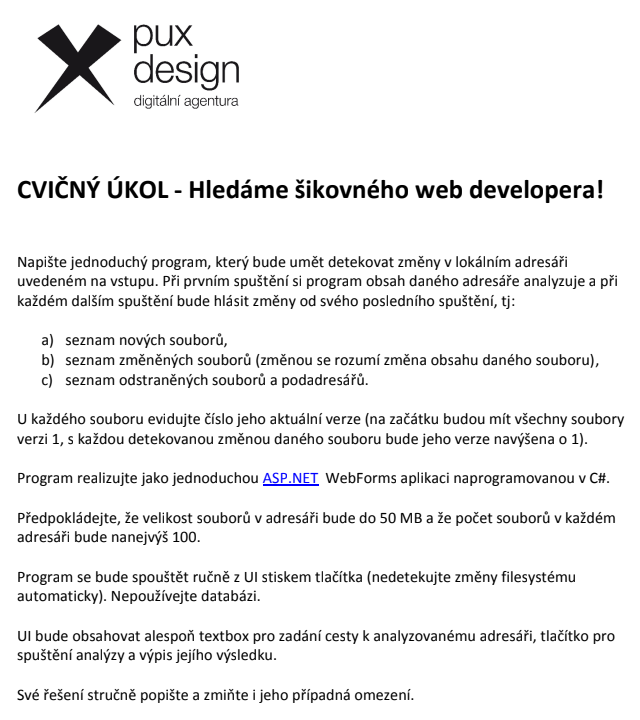 pux
design
digitální agentura
CVIČNÝ ÚKOL - Hledáme šikovného web developera!
Napište jednoduchý program, který bude umět detekovat změny v lokálním adresáři
uvedeném na vstupu. Při prvním spuštění si program obsah daného adresáře analyzuje a při
každém dalším spuštění bude hlásit změny od svého posledního spuštění, tj:
a) seznam nových souborů,
b) seznam změněných souborů (změnou se rozumí změna obsahu daného souboru),
c) seznam odstraněných souborů a podadresářů.
U každého souboru evidujte číslo jeho aktuální verze (na začátku budou mít všechny soubory
verzi 1, s každou detekovanou změnou daného souboru bude jeho verze navýšena o 1).
Program realizujte jako jednoduchou ASP.NET WebForms aplikaci naprogramovanou v C#.
Předpokládejte, že velikost souborů v adresáři bude do 50 MB a že počet souborů v každém
adresáři bude nanejvýš 100.
Program se bude spouštět ručně z UI stiskem tlačítka (nedetekujte změny filesystému
automaticky). Nepoužívejte databázi.
UI bude obsahovat alespoň textbox pro zadání cesty k analyzovanému adresáři, tlačítko pro
spuštění analýzy a výpis jejího výsledku.
Své řešení stručně popište a zmiňte i jeho případná omezení.